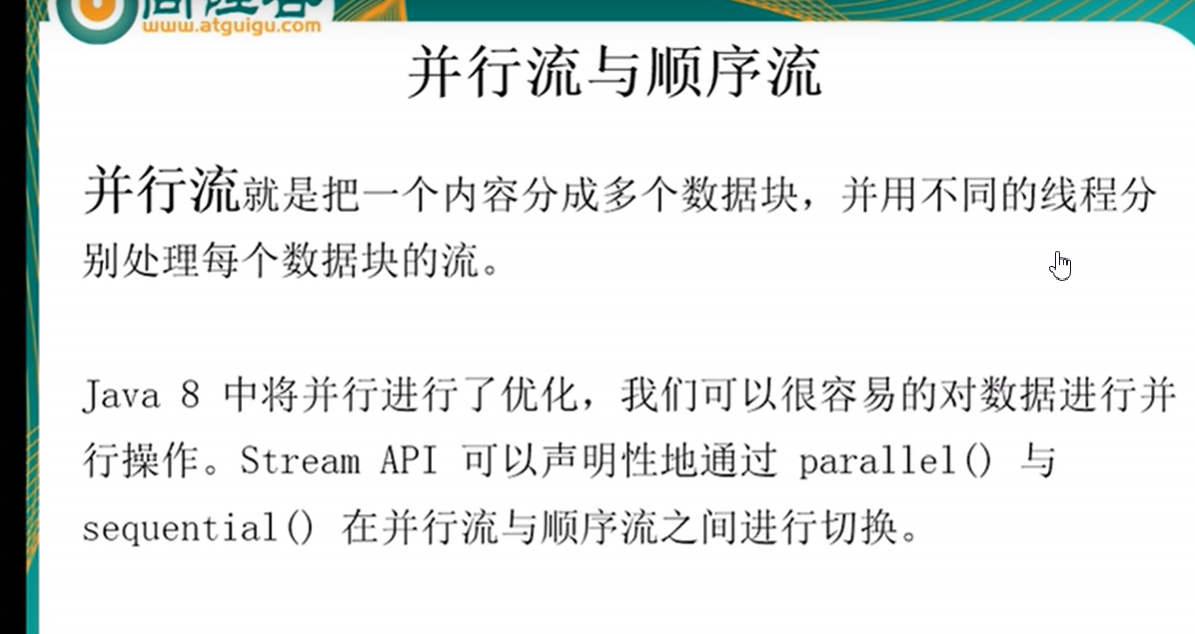 www.atguigu.com
并行流与顺序流
并行流就是把一个内容分成多个数据块，并用不同的线程分
别处理每个数据块的流。
Java 8 中将并行进行了优化，我们可以很容易的对数据进行并
行操作。Stream API 可以声明性地通过 parallel() 与
sequential() 在并行流与顺序流之间进行切换。